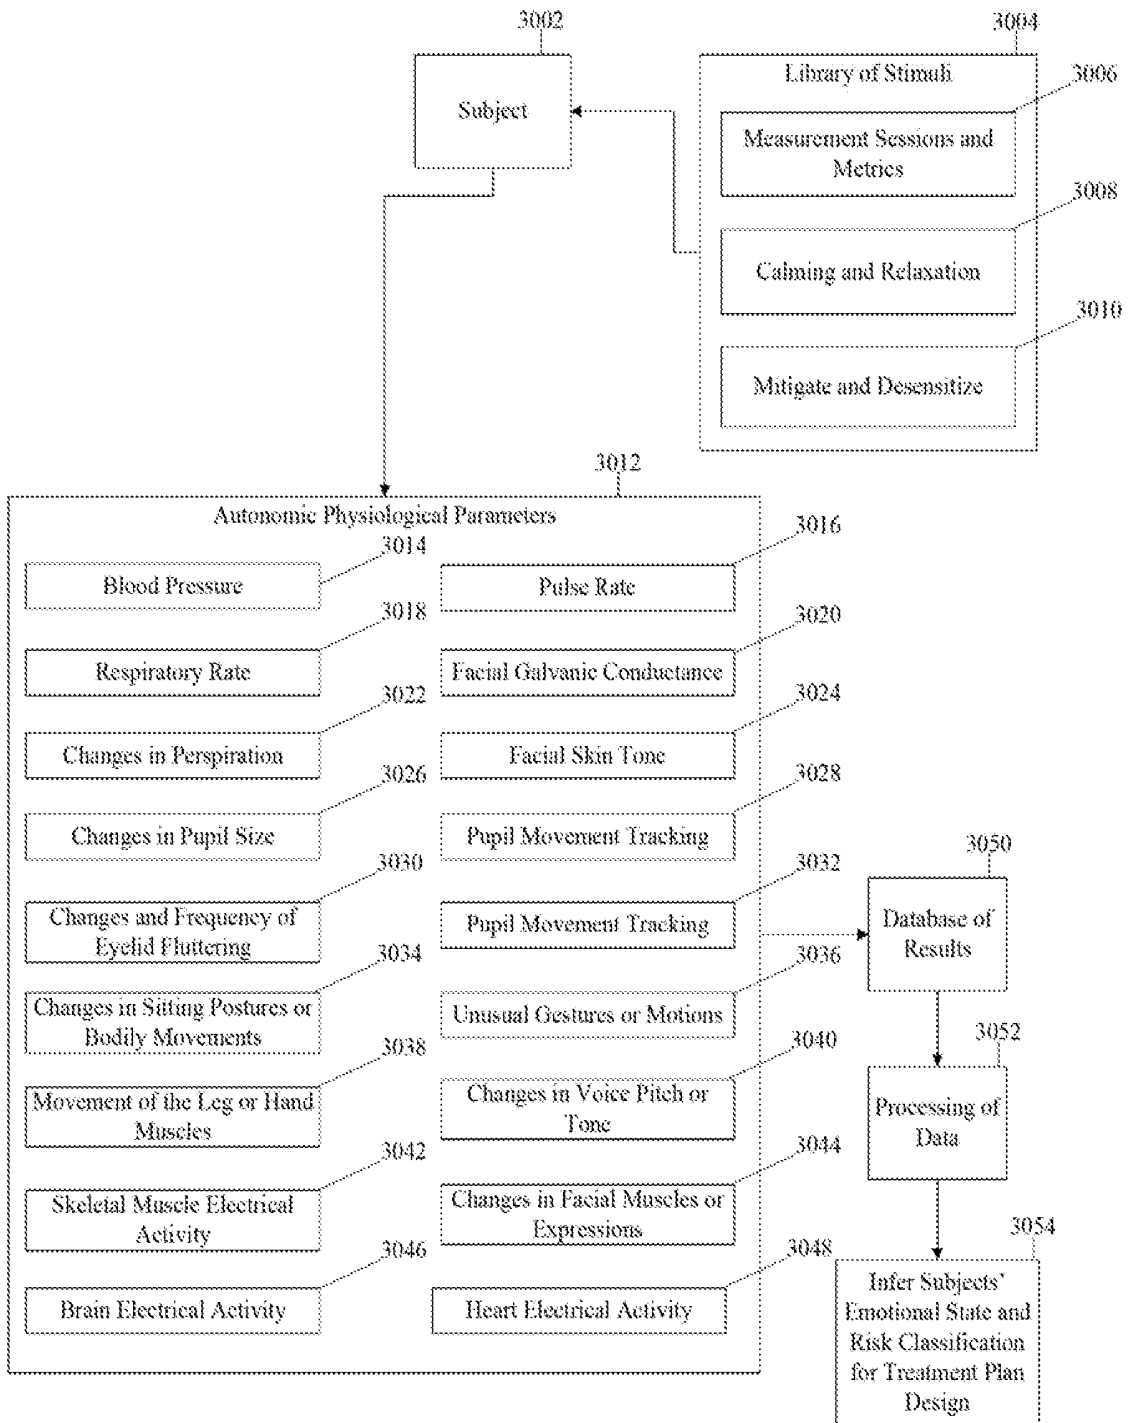 3002
3004
Library of Stimuli
3006
Subject
Measurement Sessions and
Metrics
3008
Calming and Relaxation
3010
Mitigate and Desensitize
3012
Autonomic Physiological Parameters
3014
3016
Blood Pressure
Pulse Rate
3018
3020
Respiratory Rate
Facial Galvanic Conductance
3022
3024
Changes in Perspiration
Facial Skin Tone
3026
3028
Changes in Pupil Size
Pupil Movement Tracking
3030
3032
Changes and Frequency of
Eyelid Fluttering
Pupil Movement Tracking
3034
3036
Changes in Sitting Postures or
Bodily Movements
Unusual Gestures or Motions
3038
3040
Movement of the Leg or Hand
Muscles
Changes in Voice Pitch or
Tone
3042
3044
Skeletal Muscle Electrical
Activity
Changes in Facial Muscles or
Expressions
3046
3048
Brain Electrical Activity
Heart Electrical Activity
3050
Database of
Results
3052
Processing of
Data
3054
Infer Subjects'
Emotional State and
Risk Classification
for Treatment Plan
Design